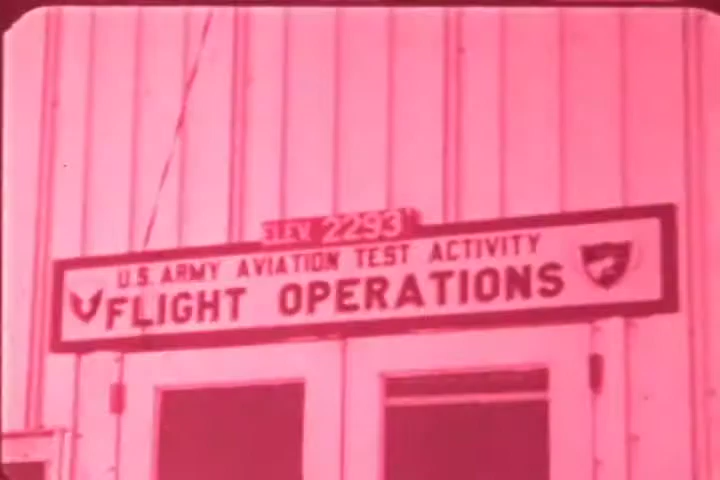 ELEV. 2293'
U.S. ARMY AVIATION TEST ACTIVITY
FLIGHT OPERATIONS